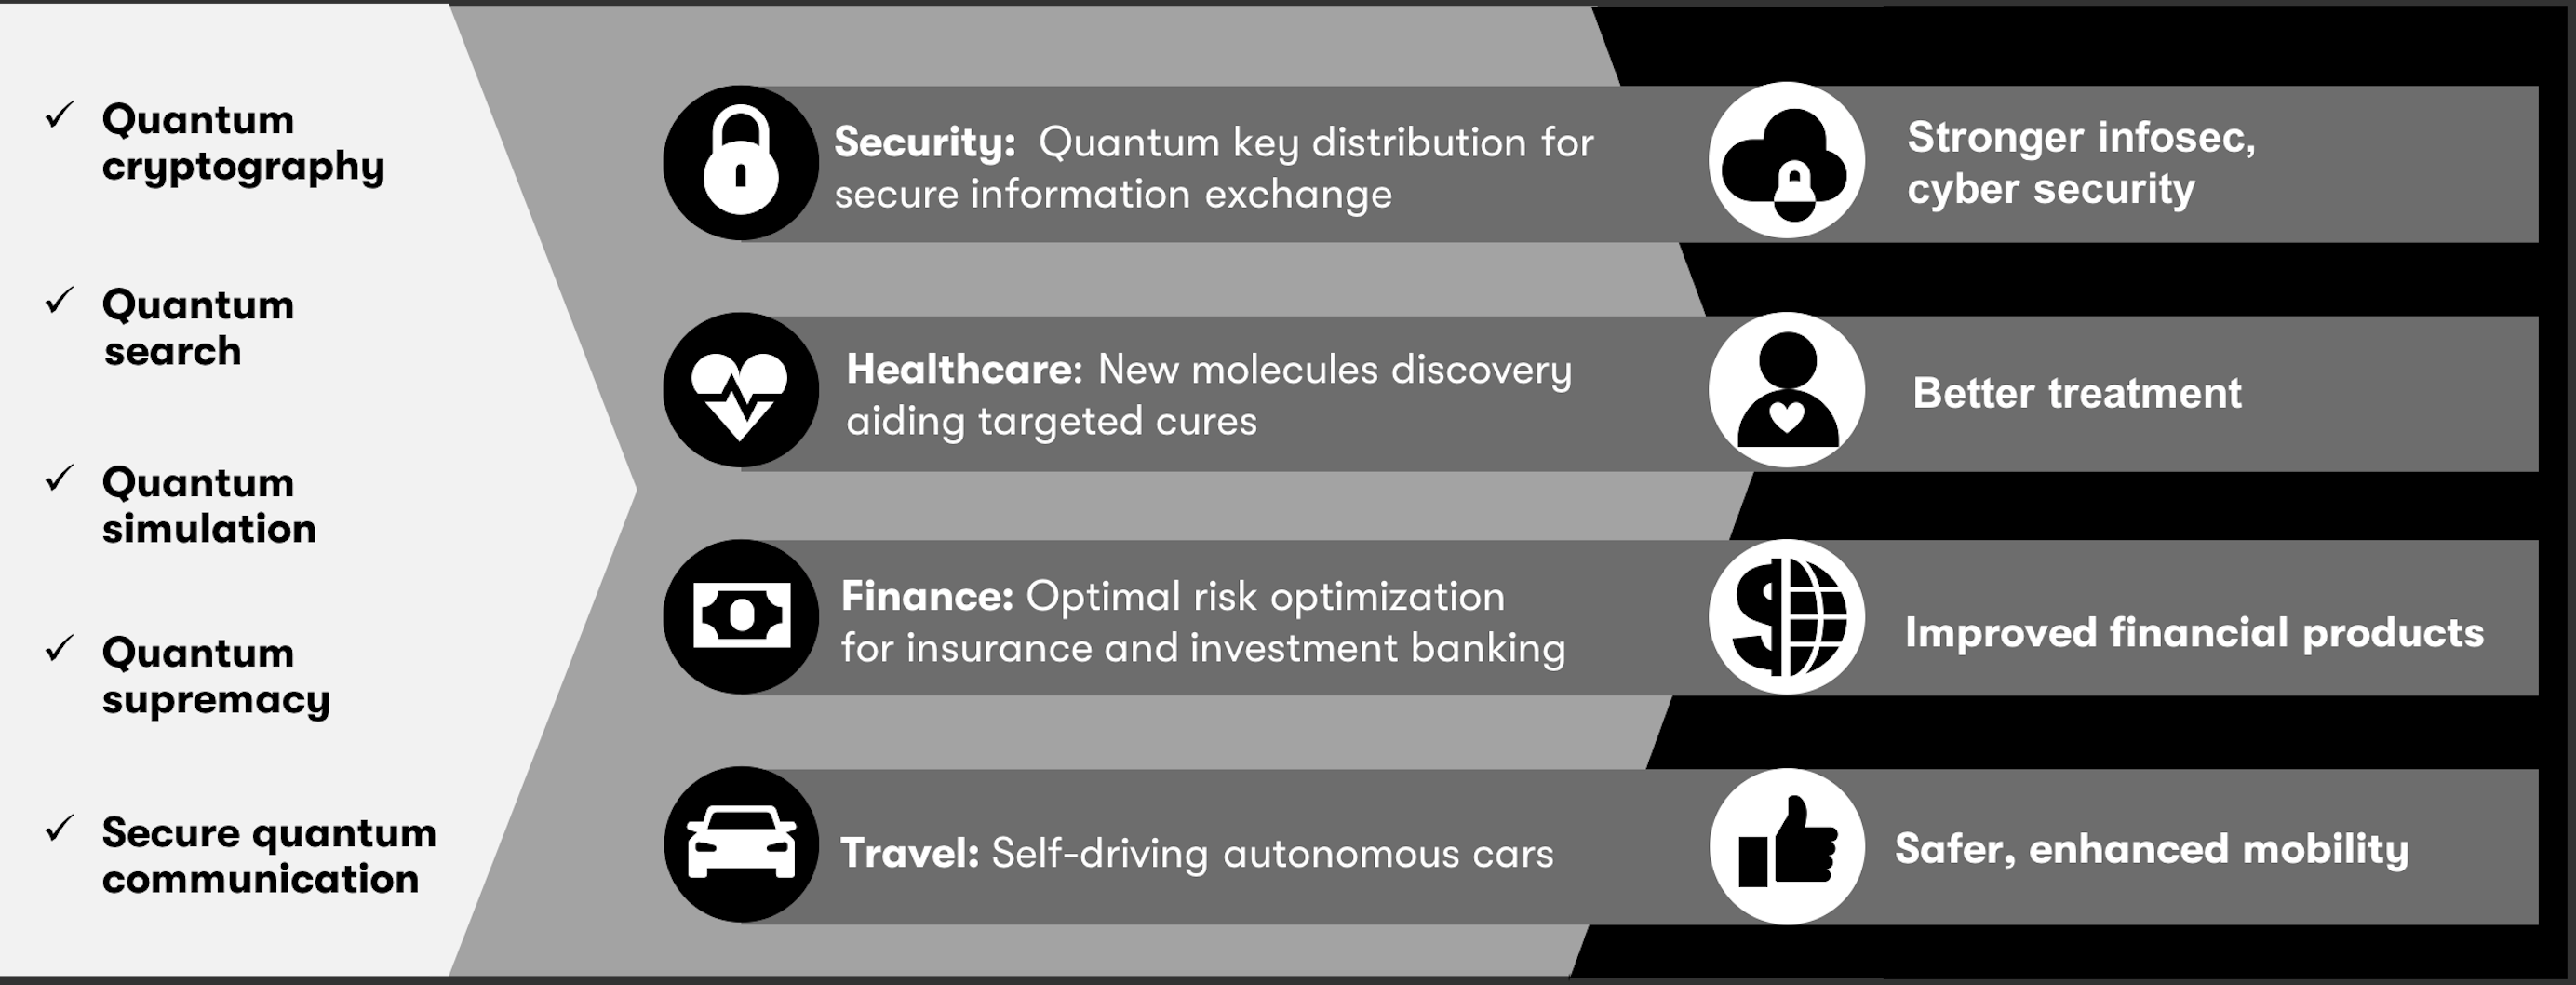 Quantum
cryptography
Quantum
search
Quantum
simulation
Quantum
supremacy
Secure quantum
communication
Security: Quantum key distribution for
secure information exchange
Stronger infosec,
cyber security
Healthcare: New molecules discovery
aiding targeted cures
Better treatment
Finance: Optimal risk optimization
for insurance and investment banking
Improved financial products
Travel: Self-driving autonomous cars
Safer, enhanced mobility